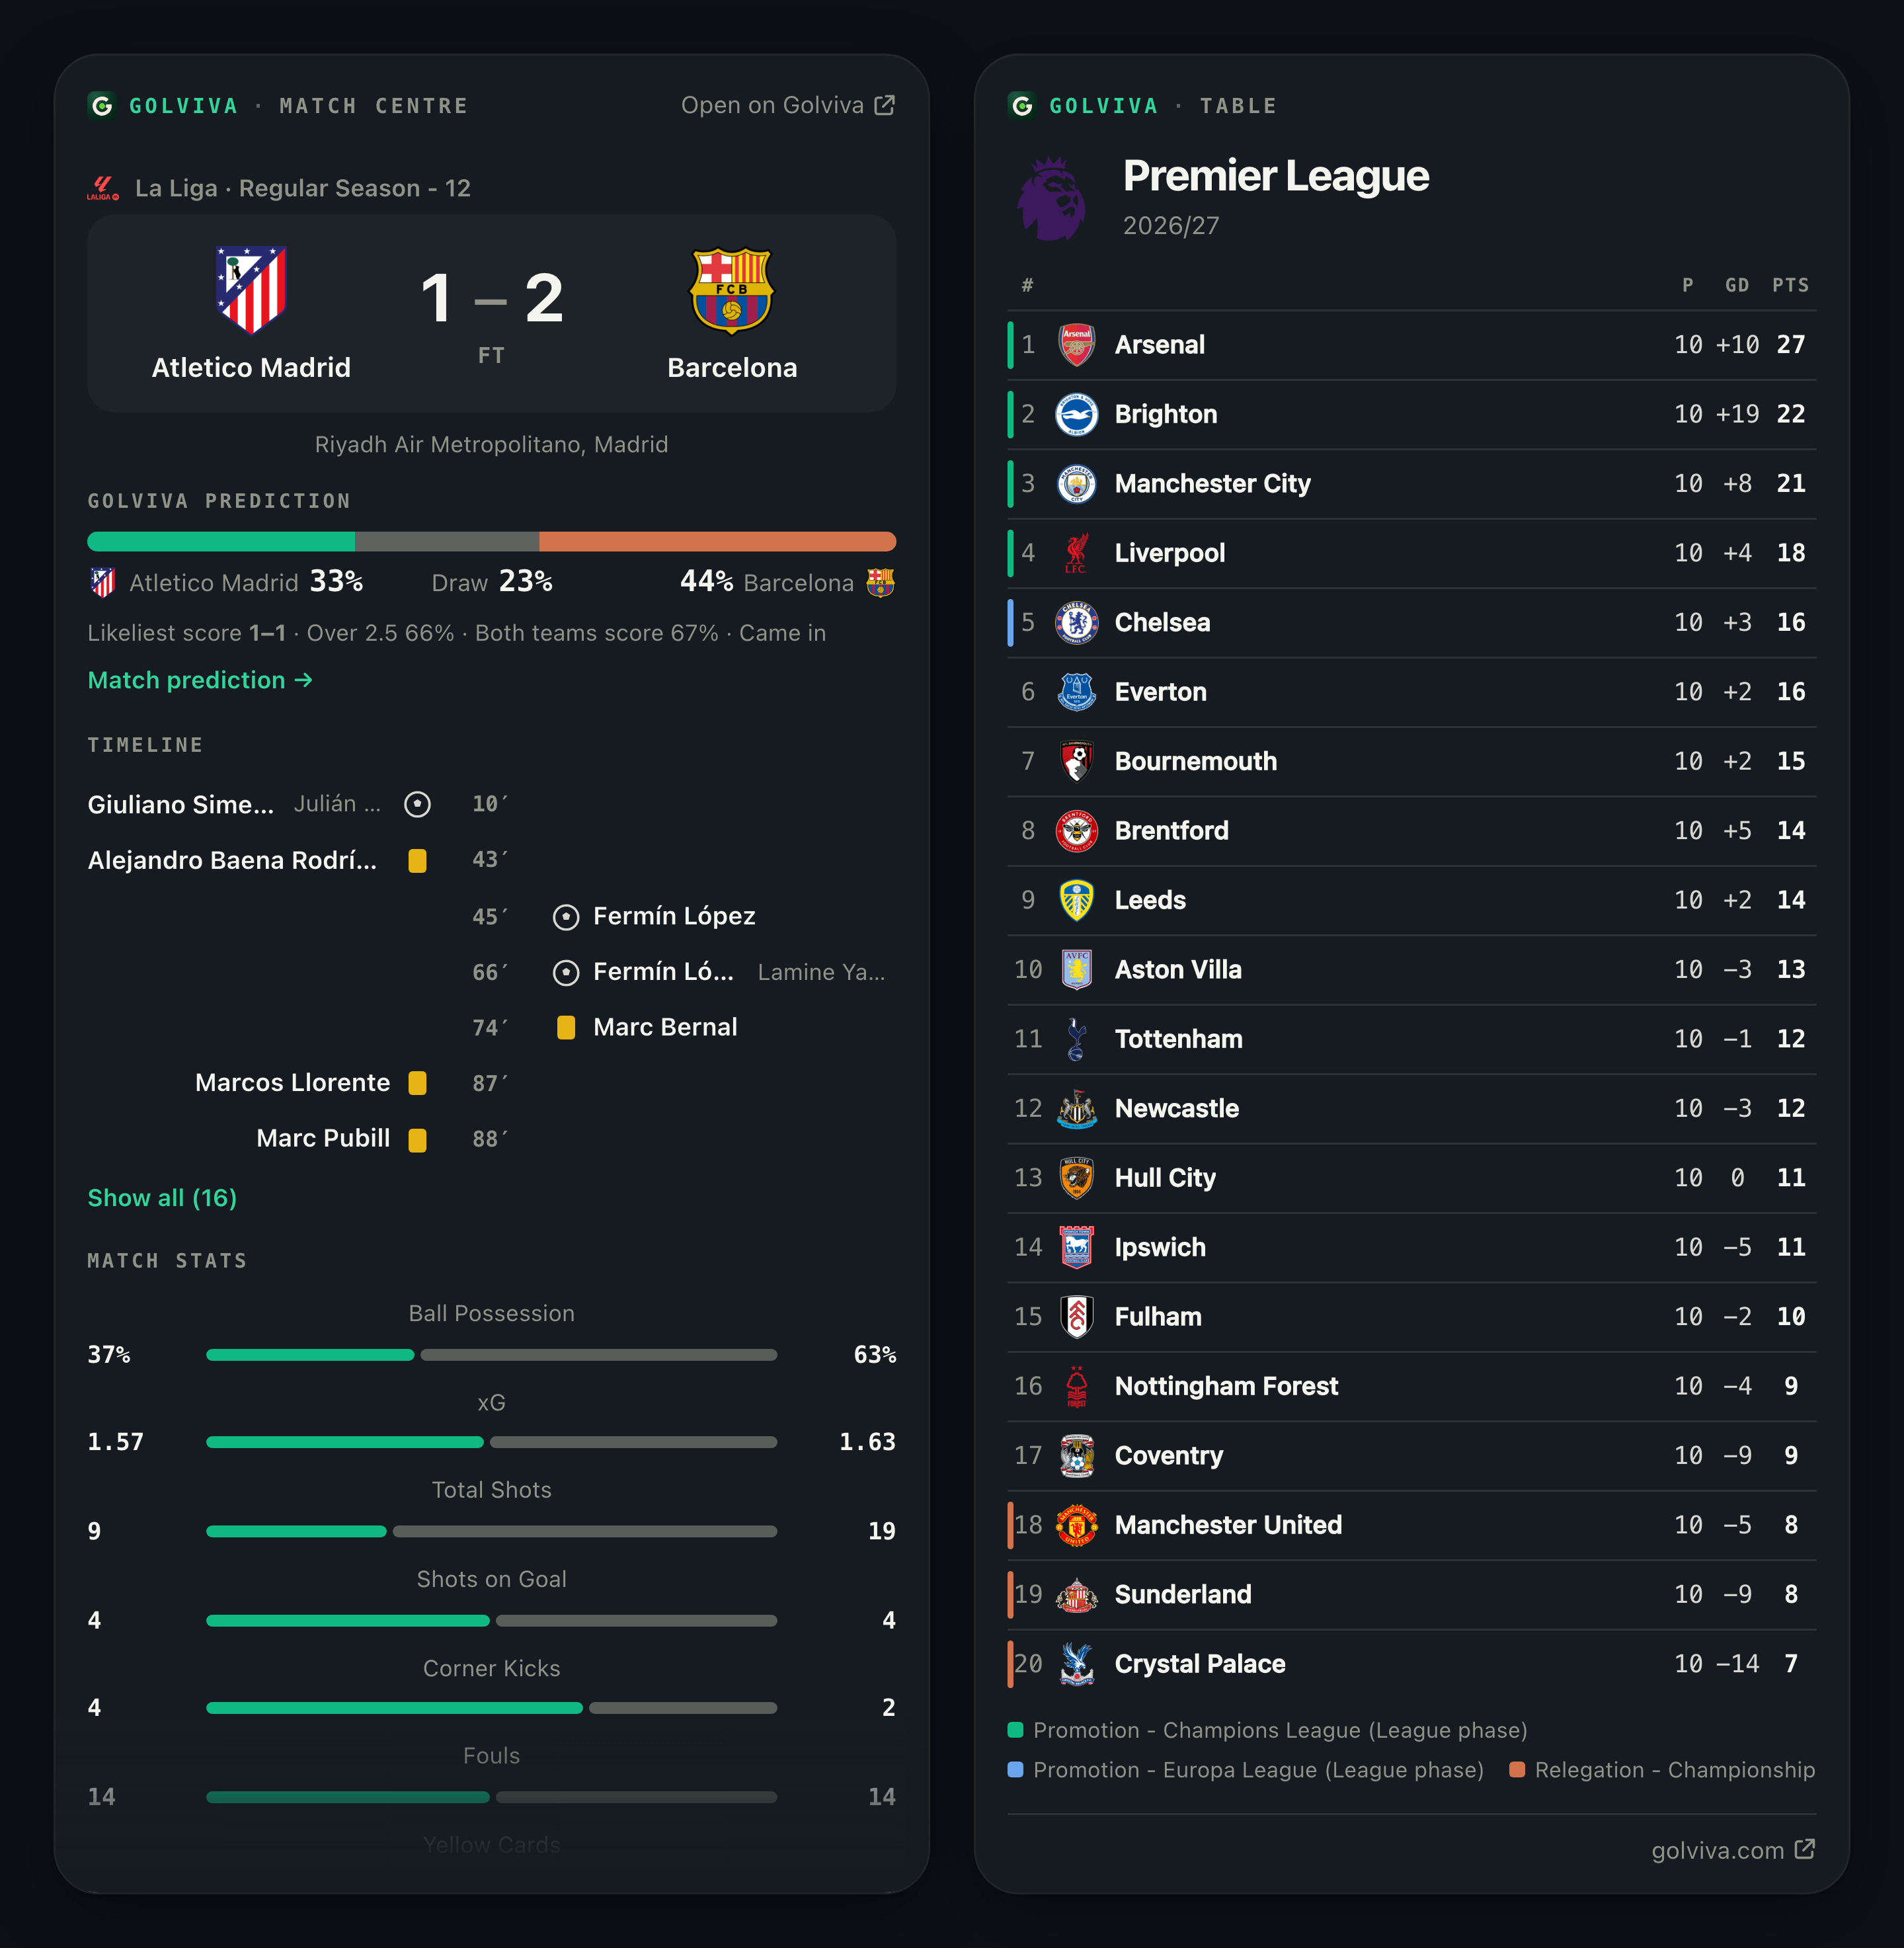 GOLVIVA · MATCH CENTRE
Open on Golviva
LALIGA
La Liga · Regular Season - 12
1 – 2
FT
FCB
Atletico Madrid
Barcelona
Riyadh Air Metropolitano, Madrid
GOLVIVA PREDICTION
Atletico Madrid 33%
Draw 23%
44% Barcelona
Likeliest score 1–1 · Over 2.5 66% · Both teams score 67% · Came in
Match prediction →
TIMELINE
Giuliano Sime... Julián ... 10′
Alejandro Baena Rodrí... 43′
45′ Fermín López
66′ Fermín Ló... Lamine Ya...
74′ Marc Bernal
Marcos Llorente 87′
Marc Pubill 88′
Show all (16)
MATCH STATS
Ball Possession
37% 63%
xG
1.57 1.63
Total Shots
9 19
Shots on Goal
4 4
Corner Kicks
4 2
Fouls
14 14
Yellow Cards
GOLVIVA · TABLE
Premier League
2026/27
# P GD PTS
1 Arsenal 10 +10 27
2 Brighton 10 +19 22
3 Manchester City 10 +8 21
4 Liverpool 10 +4 18
5 Chelsea 10 +3 16
6 Everton 10 +2 16
7 Bournemouth 10 +2 15
8 Brentford 10 +5 14
9 Leeds 10 +2 14
10 Aston Villa 10 −3 13
11 Tottenham 10 −1 12
12 Newcastle 10 −3 12
13 Hull City 10 0 11
14 Ipswich 10 −5 11
15 Fulham 10 −2 10
16 Nottingham Forest 10 −4 9
17 Coventry 10 −9 9
18 Manchester United 10 −5 8
19 Sunderland 10 −9 8
20 Crystal Palace 10 −14 7
Promotion - Champions League (League phase)
Promotion - Europa League (League phase)
Relegation - Championship
golviva.com